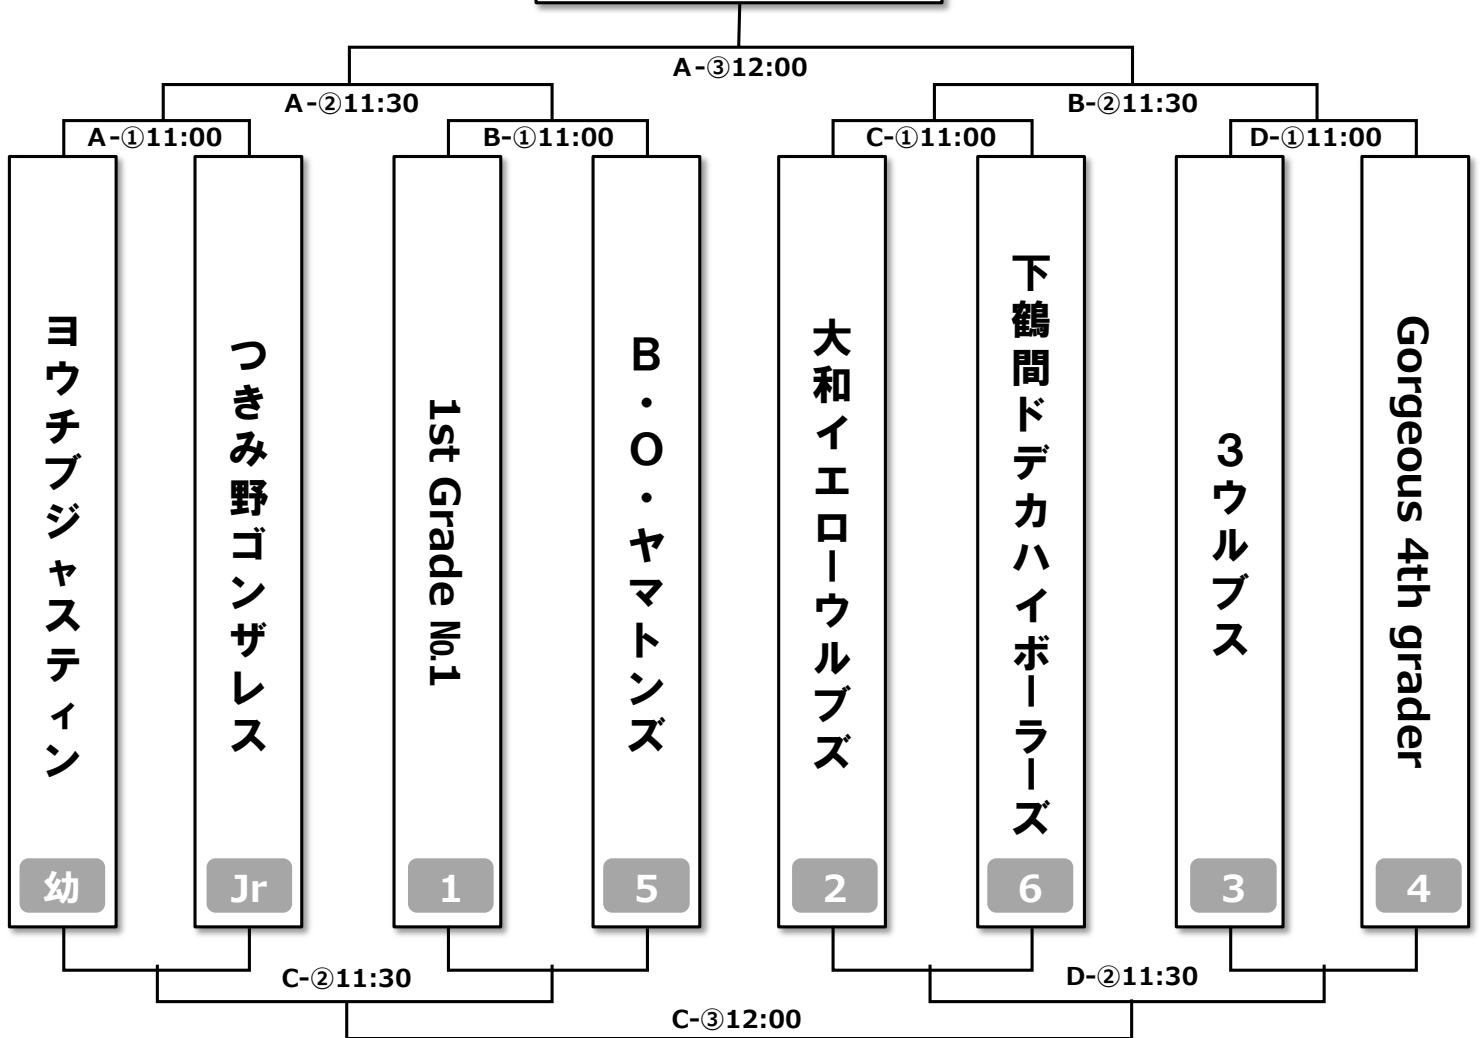 A-③12:00
A-②11:30
B-②11:30
A-①11:00
B-①11:00
C-①11:00
D-①11:00
ヨウチブジャスティン
つきみ野ゴンザレス
1st Grade №1
B・O・ヤマトンズ
大和イエローウルブズ
下鶴間ドデカハイボーラーズ
3ウルブス
Gorgeous 4th grader
幼
Jr
1
5
2
6
3
4
C-②11:30
D-②11:30
C-③12:00